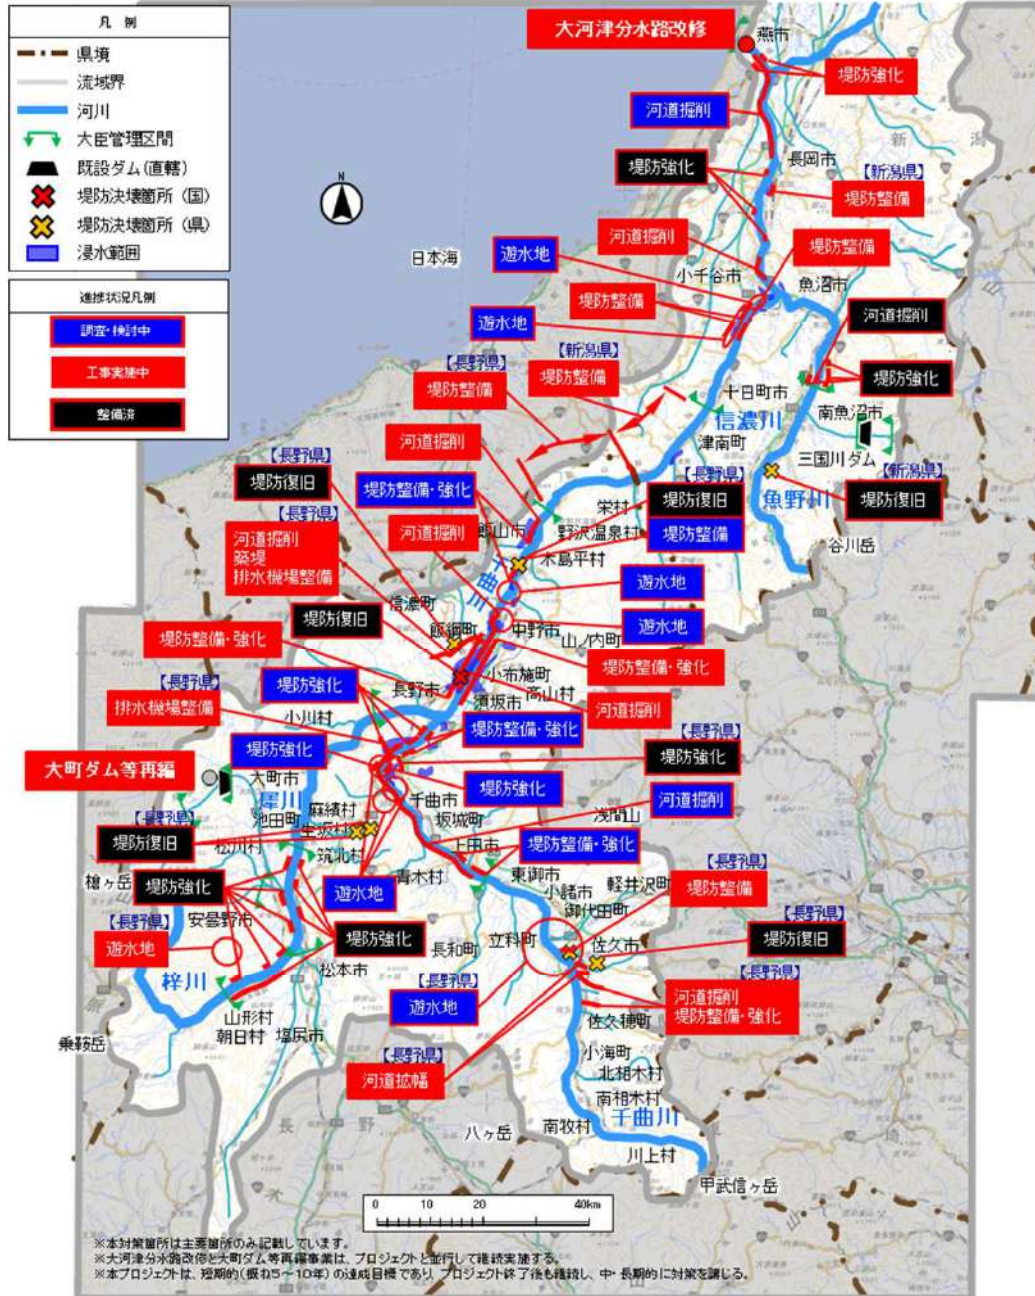 凡 例
県境
流域界
河川
大臣管理区間
既設ダム(直轄)
堤防決壊箇所(国)
堤防決壊箇所(県)
浸水範囲
進捗状況凡例
調査・検討中
工事実施中
整備済
大河津分水路改修
燕市
堤防強化
河道掘削
新
潟
長岡市
堤防強化
【新潟県】
堤防整備
N
日本海
河道掘削
堤防整備
遊水地
小千谷市
魚沼市
堤防整備
河道掘削
遊水地
【長野県】
堤防整備
【新潟県】
堤防整備
堤防強化
十日町市
信濃川
南魚沼市
津南町
三国川ダム
河道掘削
【長野県】
堤防復旧
堤防整備・強化
【長野県】
堤防復旧
堤防整備
【新潟県】
堤防復旧
魚野川
栄村
野沢温泉村
飯山市
木島平村
谷川岳
【長野県】
河道掘削
築堤
排水機場整備
河道掘削
千曲川
遊水地
信濃町
堤防復旧
飯綱町
中野市
山ノ内町
遊水地
堤防整備・強化
堤防整備・強化
小布施町
高山村
長野市
須坂市
河道掘削
【長野県】
排水機場整備
堤防強化
小川村
堤防整備・強化
【長野県】
堤防強化
堤防強化
大町ダム等再編
大町市
堤防強化
河道掘削
犀川
池田町
麻績村
生坂村
千曲市
坂城町
浅間山
【長野県】
堤防復旧
松川村
筑北村
上田市
堤防整備・強化
青木村
東御市
槍ヶ岳
堤防強化
遊水地
小諸市
軽井沢町
【長野県】
堤防整備
御代田町
安曇野市
【長野県】
遊水地
堤防強化
長和町
立科町
佐久市
【長野県】
堤防復旧
松本市
梓川
【長野県】
遊水地
【長野県】
河道掘削
堤防整備・強化
山形村
朝日村
塩尻市
佐久穂町
乗鞍岳
【長野県】
河道拡幅
小海町
北相木村
南相木村
千曲川
長
野
八ヶ岳
南牧村
川上村
甲武信ヶ岳
0 10 20 40km
※本対策箇所は主要箇所のみ記載しています。
※大河津分水路改修と大町ダム等再編事業は、プロジェクトと並行して継続実施する。
※本プロジェクトは、短期的(概ね5~10年)の達成目標であり、プロジェクト終了後も継続し、中・長期的に対策を講じる。